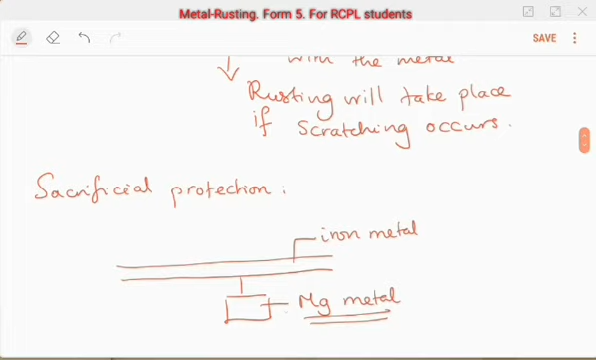 Metal-Rusting. Form 5. For RCPL students
SAVE
with the metal
Rusting will take place
if scratching occurs.
Sacrificial protection.
iron metal
Mg metal